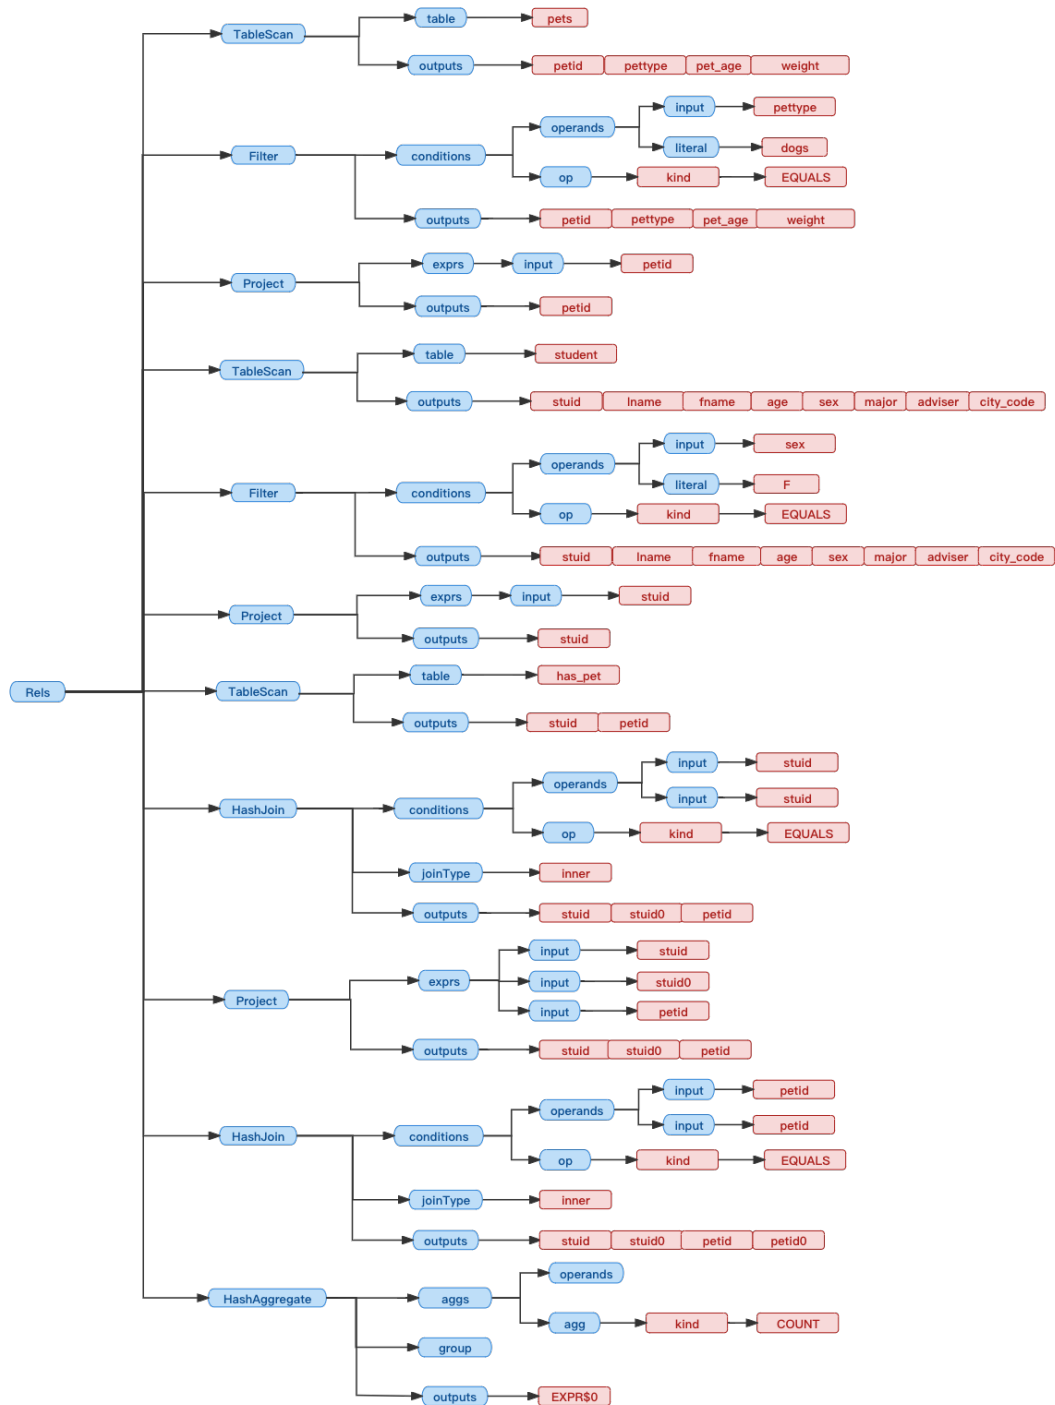 table pets
TableScan
outputs petid pettype pet_age weight
input pettype
operands
literal dogs
Filter conditions
op kind EQUALS
outputs petid pettype pet_age weight
exprs input petid
Project
outputs petid
table student
TableScan
outputs stuid lname fname age sex major adviser city_code
input sex
operands
literal F
Filter conditions
op kind EQUALS
outputs stuid lname fname age sex major adviser city_code
exprs input stuid
Project
outputs stuid
table has_pet
Rels TableScan
outputs stuid petid
input stuid
operands
input stuid
HashJoin conditions
op kind EQUALS
joinType inner
outputs stuid stuid0 petid
input stuid
exprs input stuid0
Project
input petid
outputs stuid stuid0 petid
input petid
operands
input petid
HashJoin conditions
op kind EQUALS
joinType inner
outputs stuid stuid0 petid petid0
operands
HashAggregate aggs
agg kind COUNT
group
outputs EXPR$0